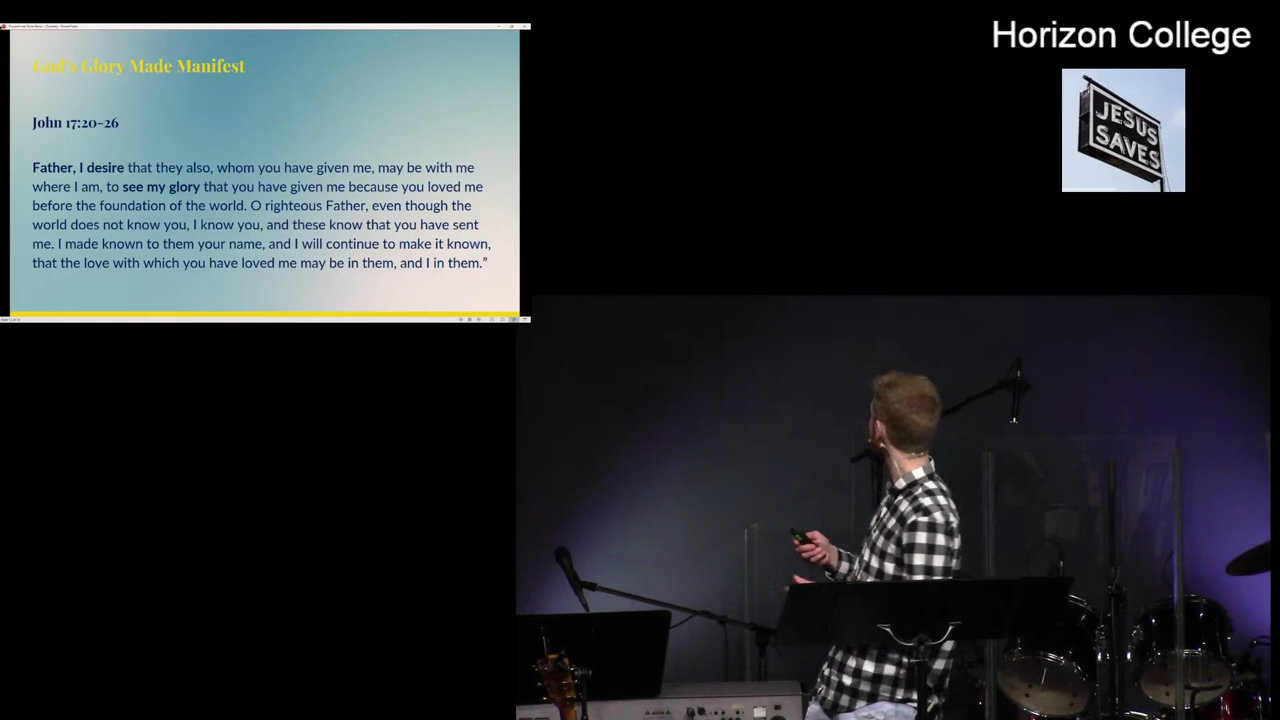 God's Glory Made Manifest
John 17:20-26
Father, I desire that they also, whom you have given me, may be with me
where I am, to see my glory that you have given me because you loved me
before the foundation of the world. O righteous Father, even though the
world does not know you, I know you, and these know that you have sent
me. I made known to them your name, and I will continue to make it known,
that the love with which you have loved me may be in them, and I in them.”
Horizon College
JESUS
SAVES